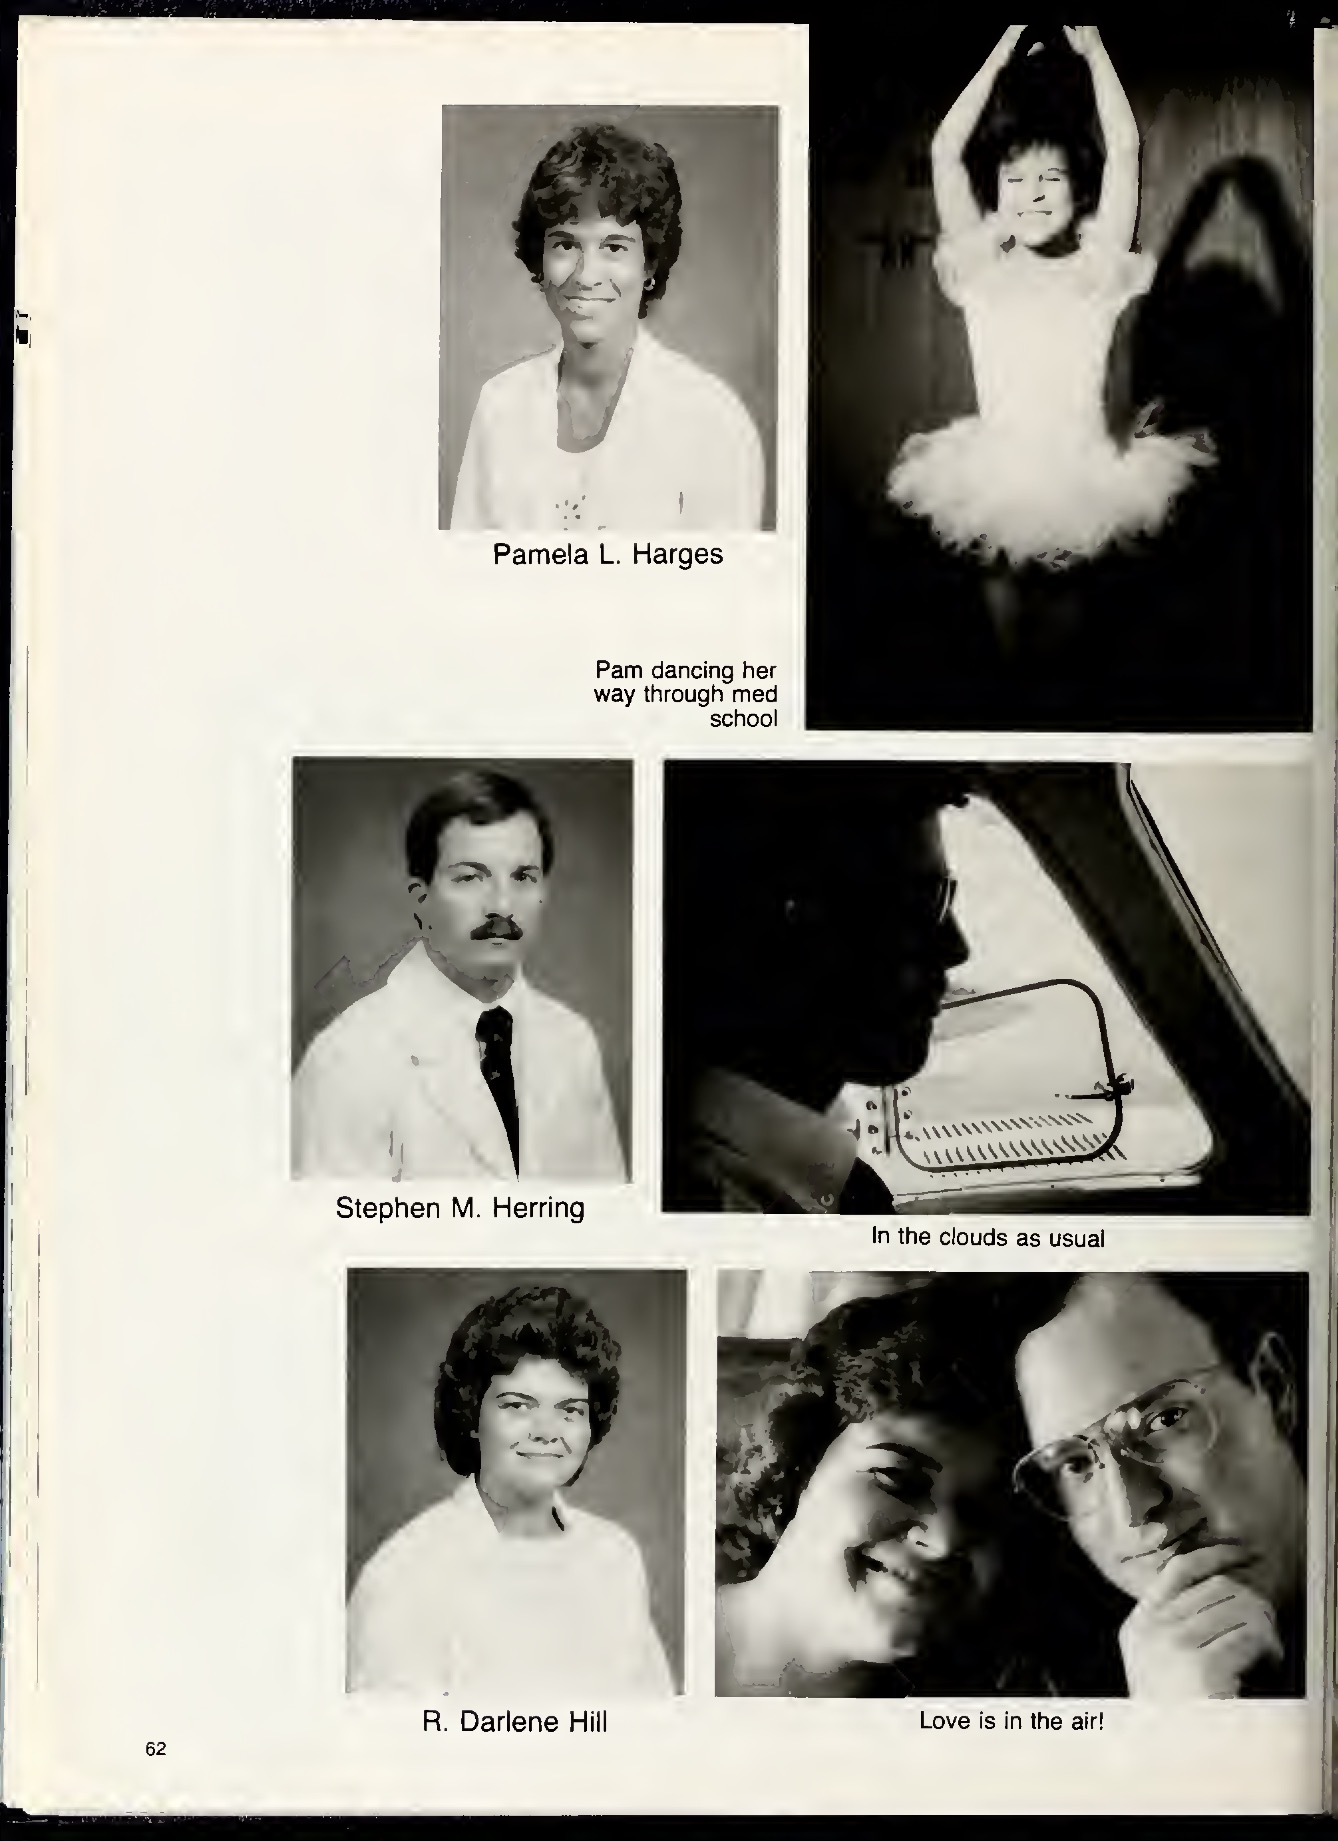 Pamela L. Harges
Pam dancing her
way through med
school
Stephen M. Herring
In the clouds as usual
R. Darlene Hill
Love is in the air!
62